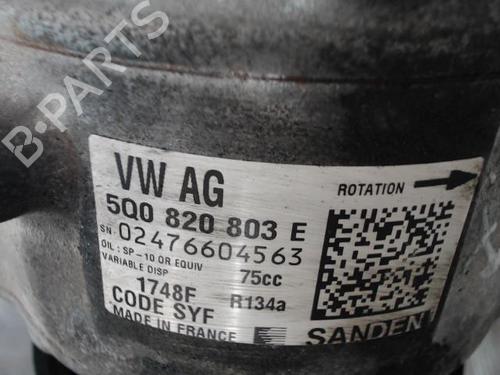 B-PARTS
VW AG
ROTATION
5Q0 820 803 E
SN. 02476604563
OIL : SP-10 OR EQUIV 75cc
VARIABLE DISP
1748F R134a
CODE SYF
MADE IN FRANCE SANDEN